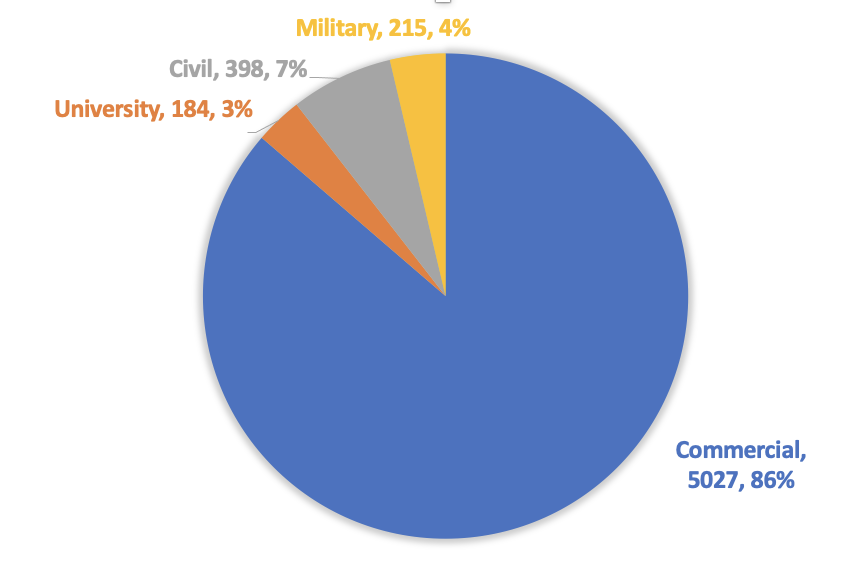 Military, 215, 4%
Civil, 398, 7%
University, 184, 3%
Commercial,
5027, 86%